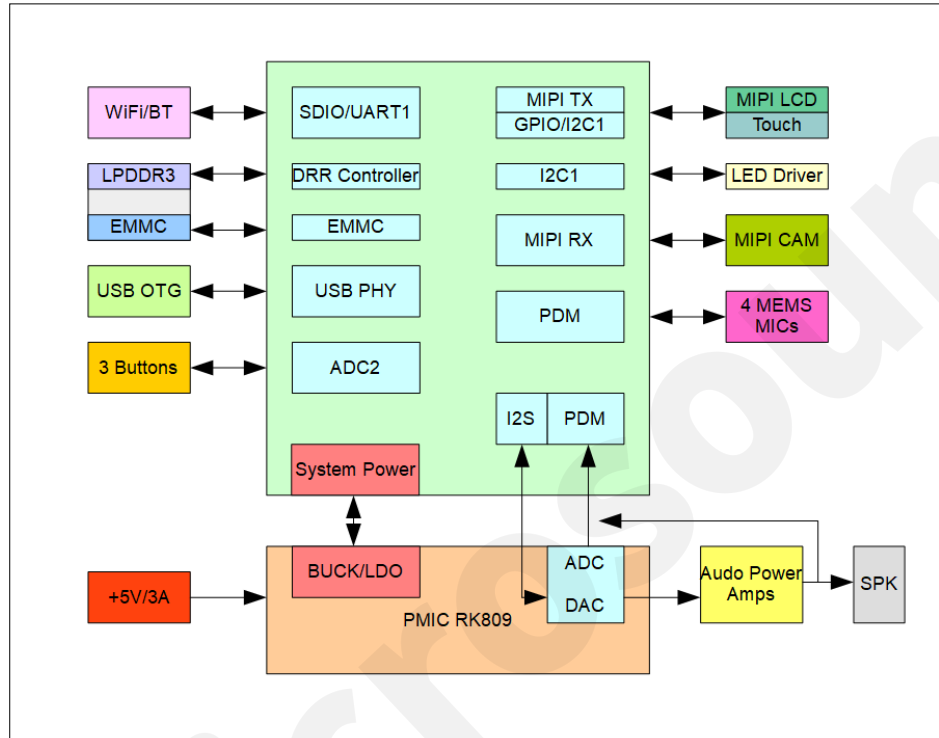 WiFi/BT
SDIO/UART1
MIPI TX
GPIO/I2C1
MIPI LCD
Touch
LPDDR3
DRR Controller
I2C1
LED Driver
EMMC
EMMC
MIPI RX
MIPI CAM
USB OTG
USB PHY
PDM
4 MEMS
MICs
3 Buttons
ADC2
I2S
PDM
System Power
BUCK/LDO
ADC
DAC
+5V/3A
PMIC RK809
Audo Power
Amps
SPK